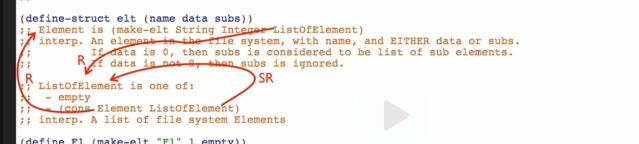 (define-struct elt (name data subs))
;; Element is (make-elt String Integer ListOfElement)
;; interp. An element in the file system, with name, and EITHER data or subs.
;;         If data is 0, then subs is considered to be list of sub elements.
;;         If data is not 0, then subs is ignored.
R
R
SR
;; ListOfElement is one of:
;;  - empty
;;  - (cons Element ListOfElement)
;; interp. A list of file system Elements
(define F1 (make-elt "F1" 1 empty))